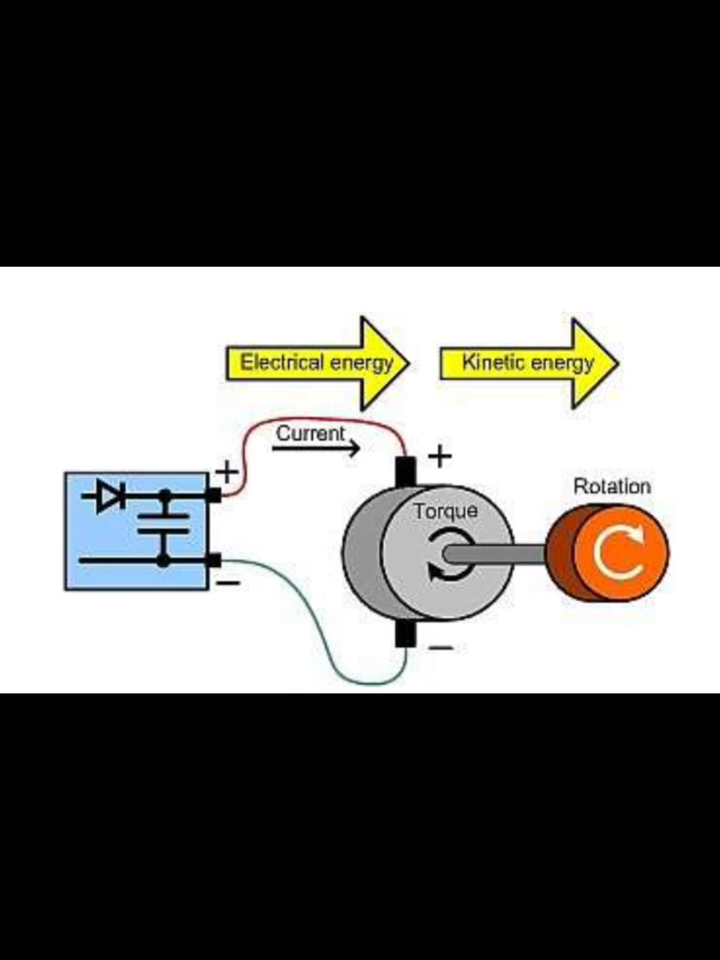 Electrical energy
Kinetic energy
Current
+
+
Rotation
Torque
−
−